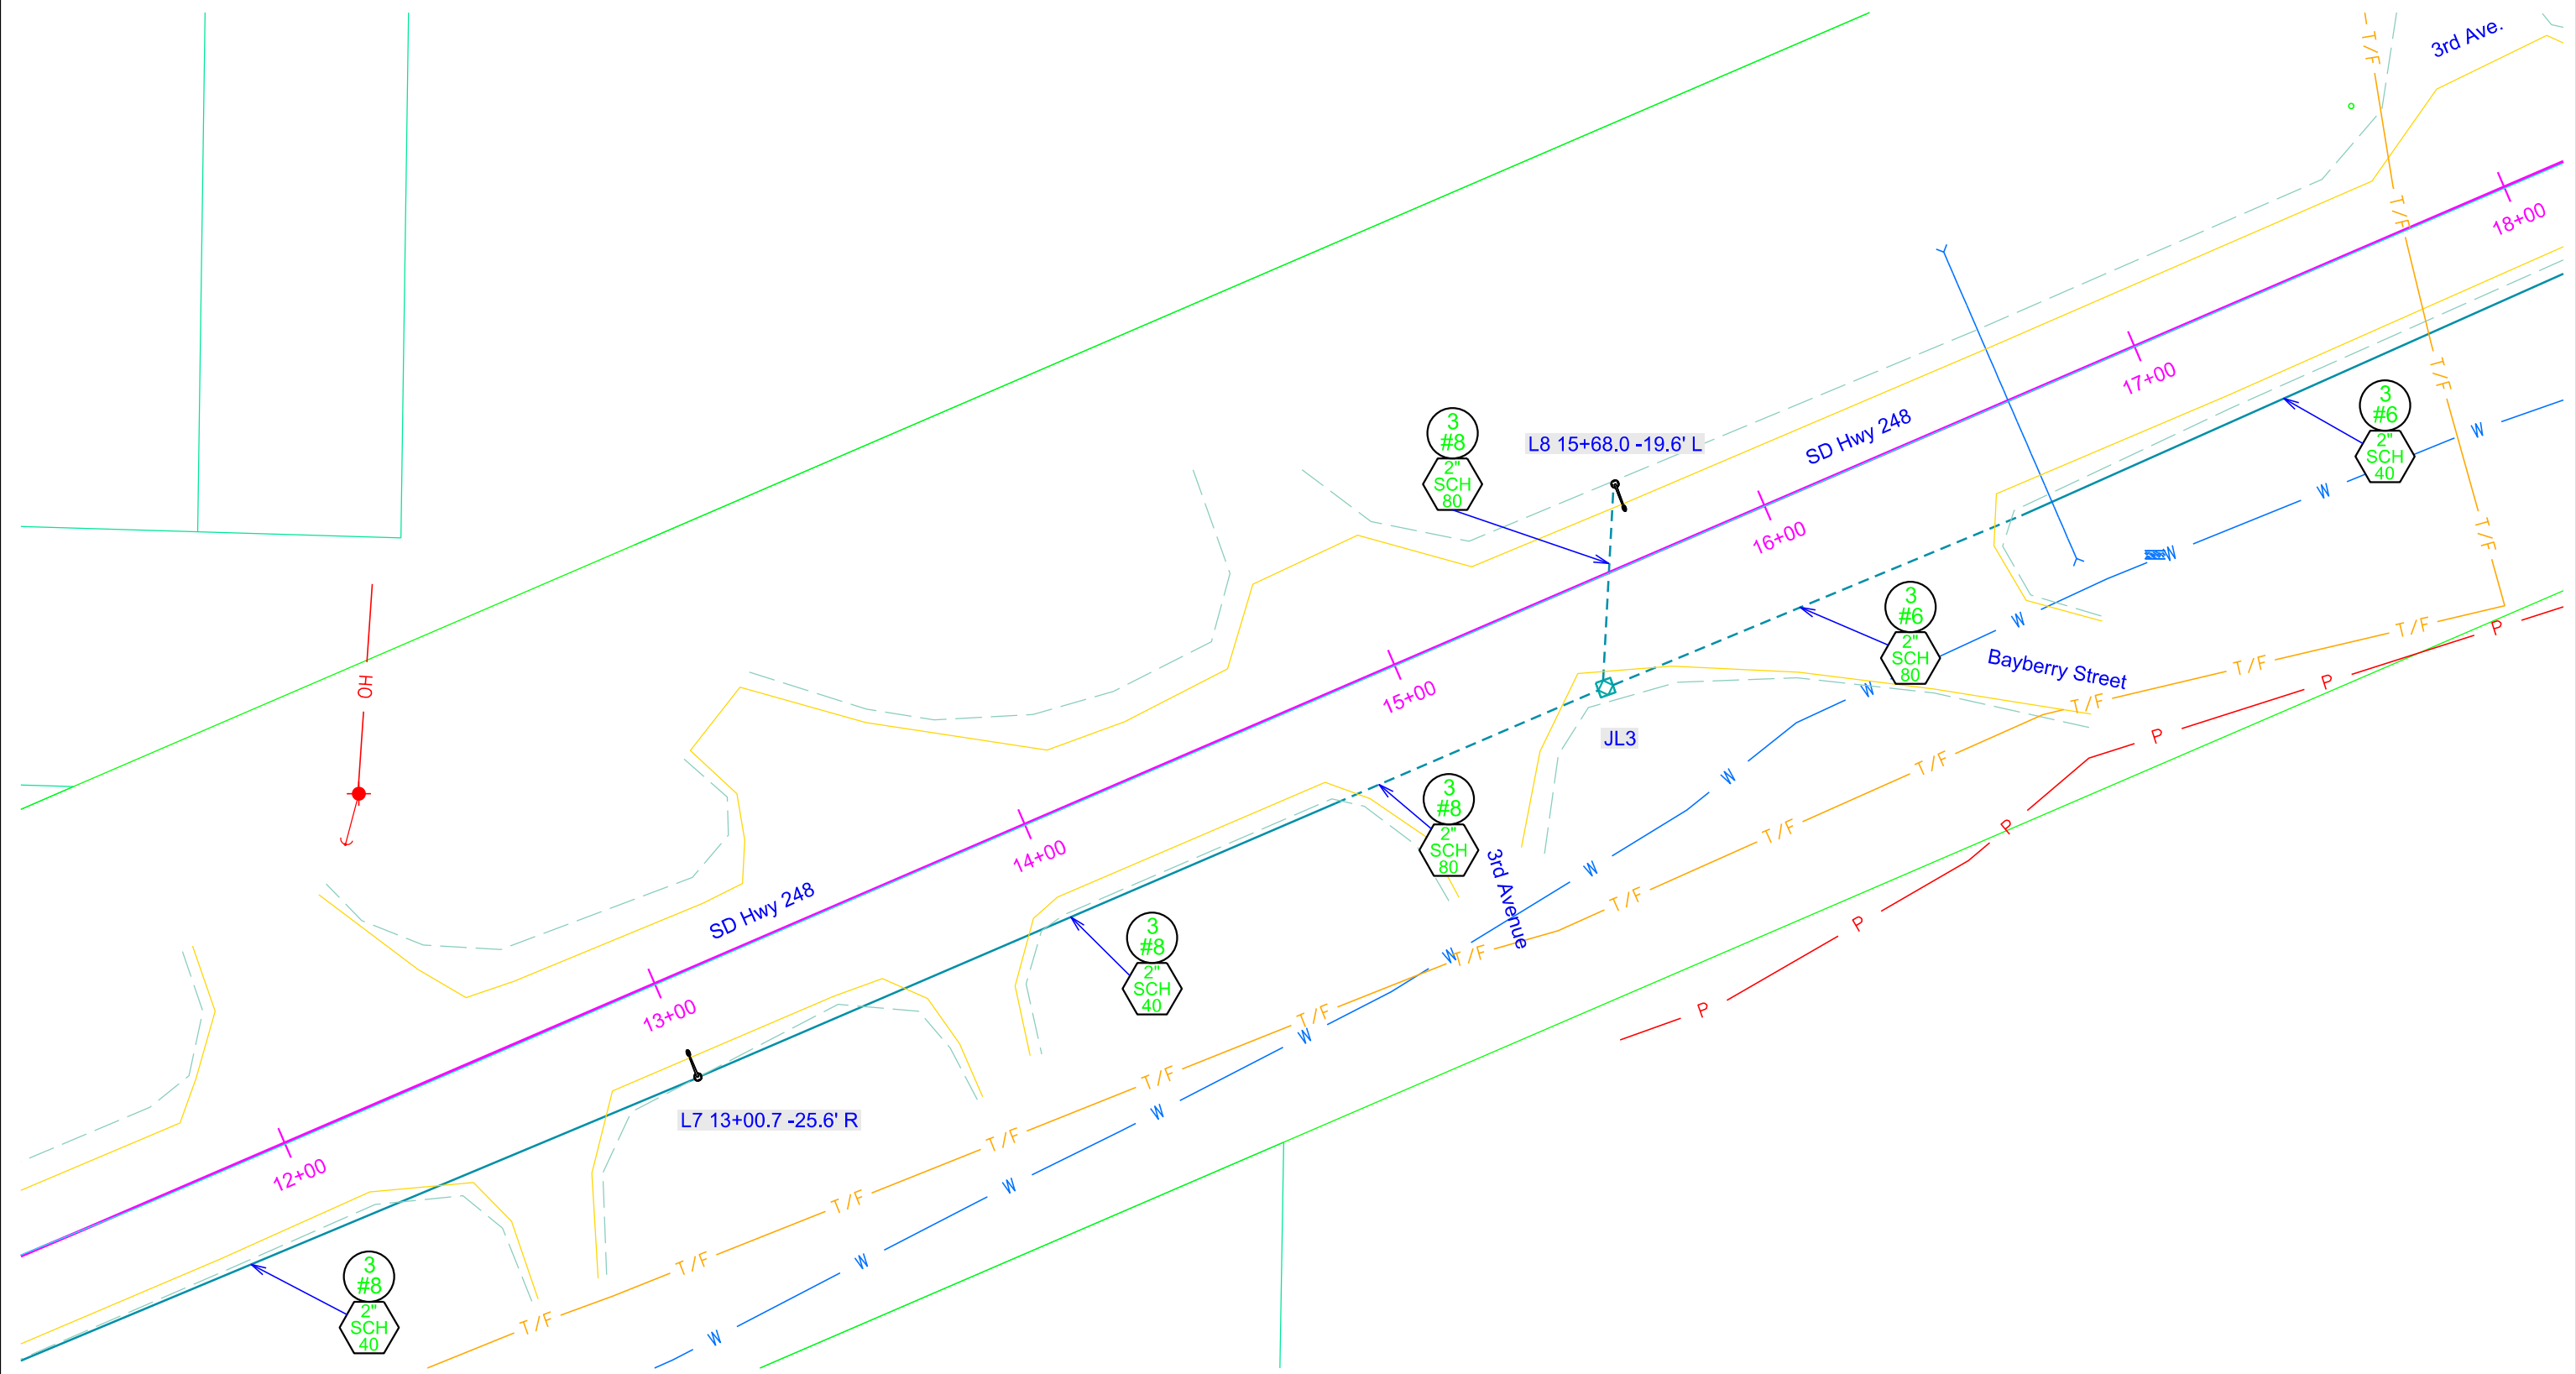 T/F
3rd Ave.
T/F
18+00
SD Hwy 248
17+00
T/F
3
#6
2"
SCH
40
W
W
3
#8
2"
SCH
80
L8 15+68.0 -19.6' L
16+00
T/F
W
3
#6
2"
SCH
80
W
Bayberry Street
T/F
P
T/F
P
W
T/F
P
OH
15+00
JL3
W
T/F
P
3
#8
2"
SCH
80
T/F
14+00
3rd Avenue
W
T/F
P
SD Hwy 248
3
#8
2"
SCH
40
W
T/F
P
13+00
T/F
W
T/F
W
L7 13+00.7 -25.6' R
T/F
W
12+00
T/F
W
T/F
W
3
#8
2"
SCH
40
T/F
W